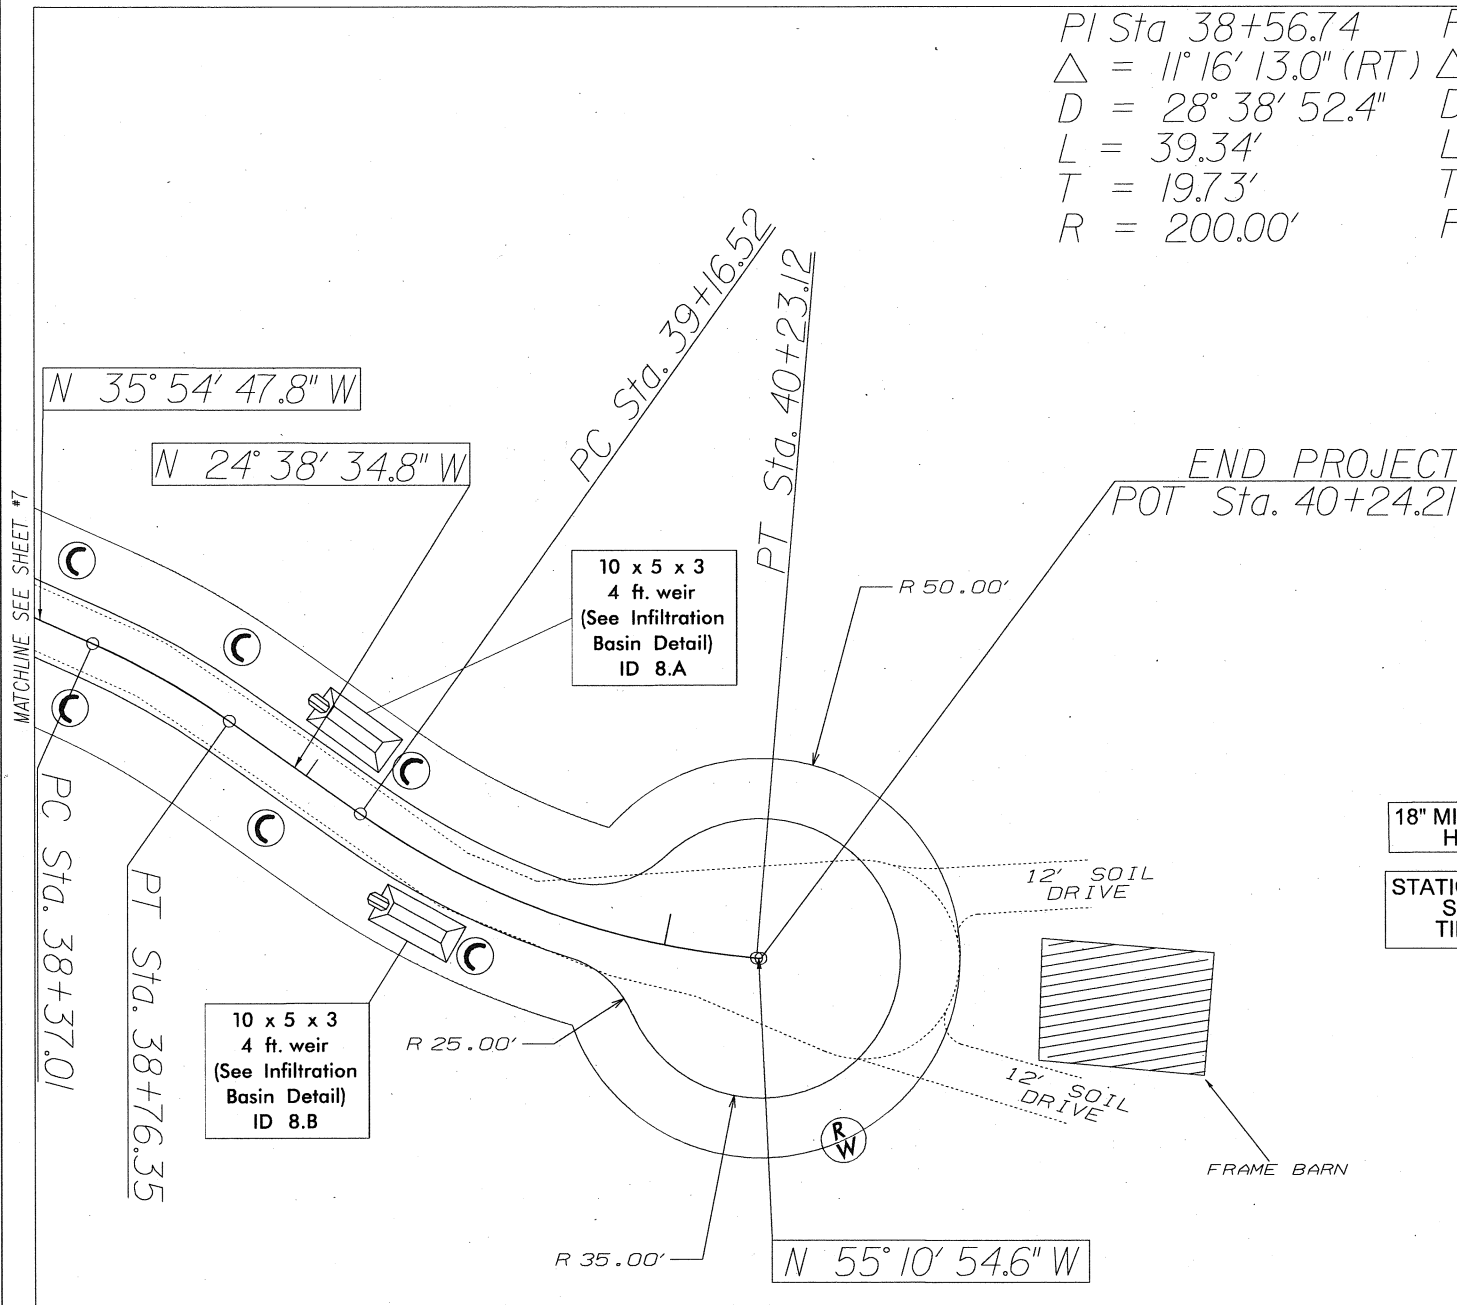 PI Sta 38+56.74
△ = 11° 16' 13.0" (RT)
D = 28° 38' 52.4"
L = 39.34'
T = 19.73'
R = 200.00'
PC Sta. 39+16.52
PT Sta. 40+23.12
N 35° 54' 47.8" W
N 24° 38' 34.8" W
END PROJECT
POT Sta. 40+24.21
MATCHLINE SEE SHEET #7
10 x 5 x 3
4 ft. weir
(See Infiltration
Basin Detail)
ID 8.A
R 50.00'
C
C
C
C
C
C
PC Sta. 38+37.01
PT Sta. 38+76.35
18" MI
H
STATI
S
TI
12' SOIL
DRIVE
10 x 5 x 3
4 ft. weir
(See Infiltration
Basin Detail)
ID 8.B
R 25.00'
12' SOIL
DRIVE
R
W
FRAME BARN
R 35.00'
N 55° 10' 54.6" W